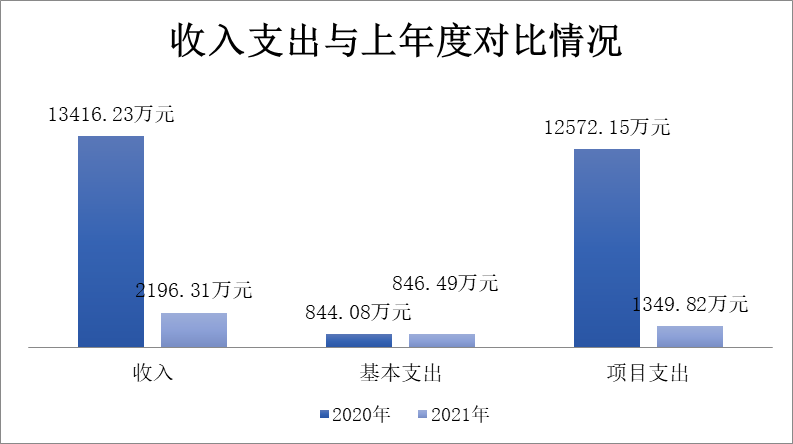 收入支出与上年度对比情况
13416.23万元
2196.31万元
844.08万元
846.49万元
12572.15万元
1349.82万元
收入
基本支出
项目支出
2020年
2021年